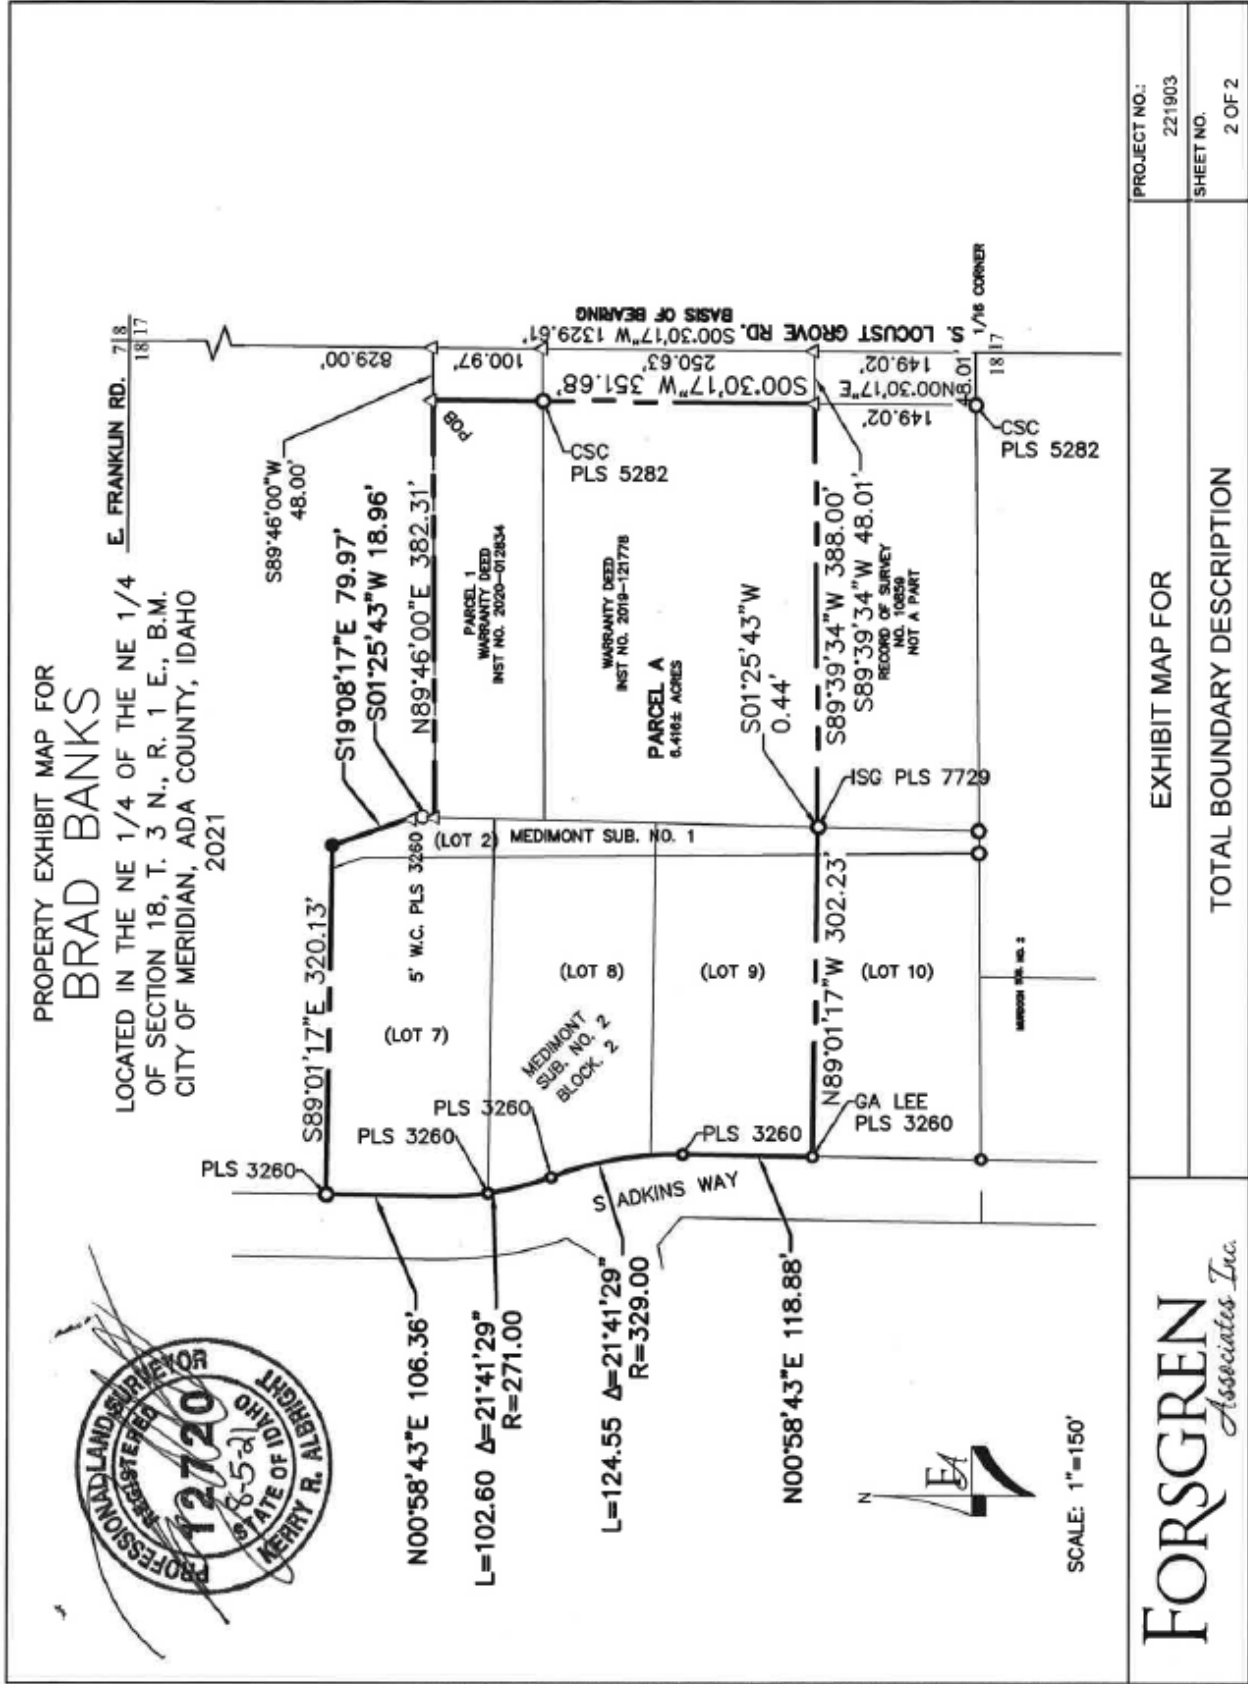 PROPERTY EXHIBIT MAP FOR
BRAD BANKS
LOCATED IN THE NE 1/4 OF THE NE 1/4
OF SECTION 18, T. 3 N., R. 1 E., B.M.
CITY OF MERIDIAN, ADA COUNTY, IDAHO
2021
E. FRANKLIN RD.
7 8
18 17
PROFESSIONAL LAND SURVEYOR
REGISTERED
12720
8-5-21
STATE OF IDAHO
KERRY R. ALBRIGHT
S89°46'00"W
48.00'
829.00'
S19°08'17"E 79.97'
S01°25'43"W 18.96'
S89°01'17"E 320.13'
PLS 3260
N89°46'00"E 382.31'
POB
100.97'
5' W.C. PLS 3260
(LOT 2)
MEDIMONT SUB. NO. 1
PARCEL 1
WARRANTY DEED
INST NO. 2020-012834
CSC
PLS 5282
S. LOCUST GROVE RD. S00°30'17"W 1329.61'
BASIS OF BEARING
250.63'
S00°30'17"W 351.68'
N00°58'43"E 106.36'
PLS 3260
(LOT 7)
L=102.60 Δ=21°41'29"
R=271.00
PLS 3260
MEDIMONT
SUB. NO. 2
BLOCK. 2
(LOT 8)
WARRANTY DEED
INST NO. 2019-121778
PARCEL A
6.416± ACRES
L=124.55 Δ=21°41'29"
R=329.00
S ADKINS WAY
PLS 3260
(LOT 9)
S01°25'43"W
0.44'
N00°58'43"E 118.88'
N89°01'17"W 302.23'
S89°39'34"W 388.00'
S89°39'34"W 48.01'
RECORD OF SURVEY
NO. 10859
NOT A PART
149.02'
N00°30'17"E
149.02'
48.01'
GA LEE
PLS 3260
(LOT 10)
ISG PLS 7729
CSC
PLS 5282
1/16 CORNER
18 17
N
FA
SCALE: 1"=150'
FORSGREN
Associates Inc.
EXHIBIT MAP FOR
TOTAL BOUNDARY DESCRIPTION
PROJECT NO.:
221903
SHEET NO.
2 OF 2